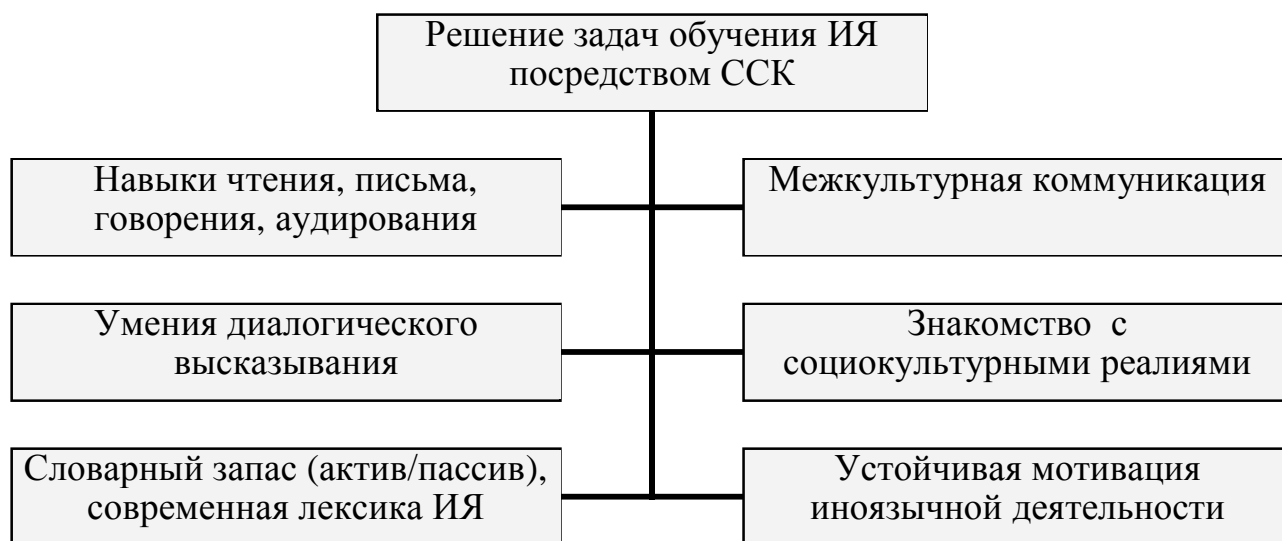 Решение задач обучения ИЯ
посредством ССК
Навыки чтения, письма,
говорения, аудирования
Межкультурная коммуникация
Умения диалогического
высказывания
Знакомство с
социокультурными реалиями
Словарный запас (актив/пассив),
современная лексика ИЯ
Устойчивая мотивация
иноязычной деятельности